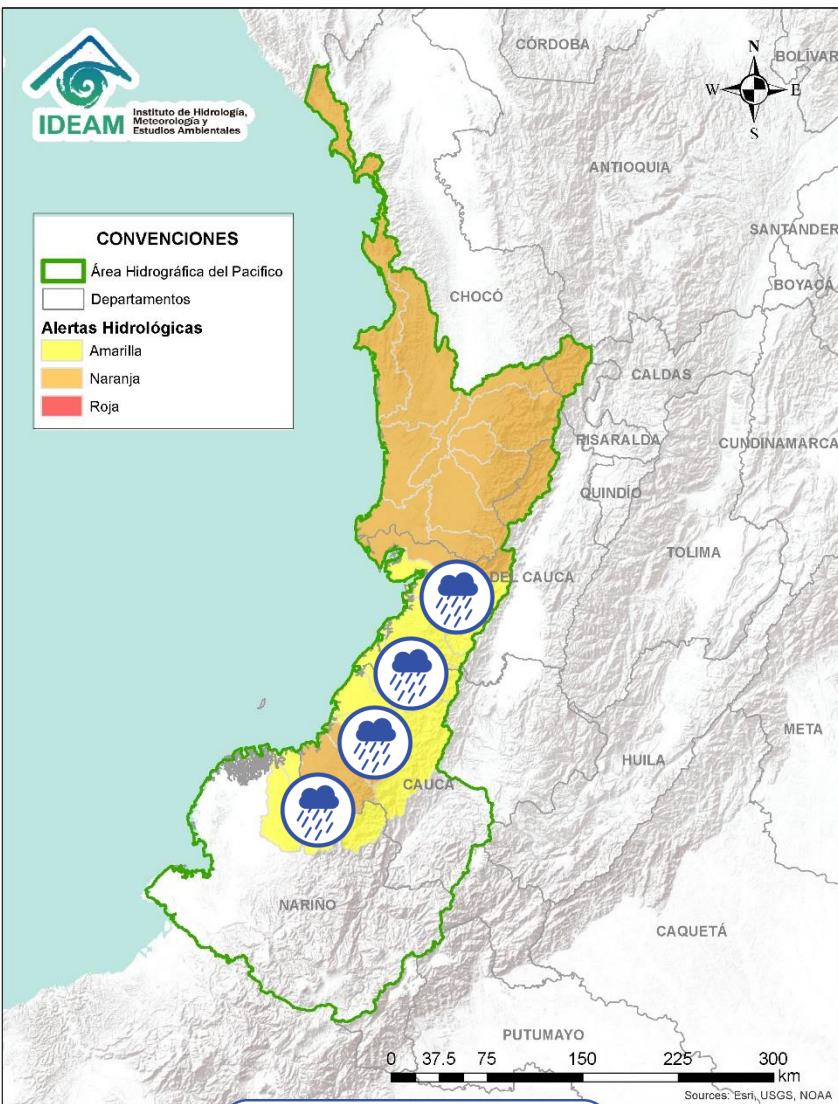 IDEAM
Instituto de Hidrología,
Meteorología y
Estudios Ambientales
N
W E
S
CONVENCIONES
Área Hidrográfica del Pacifico
Departamentos
Alertas Hidrológicas
Amarilla
Naranja
Roja
CÓRDOBA
BOLÍVAR
ANTIOQUIA
SANTANDER
BOYACÁ
CHOCÓ
CALDAS
RISARALDA
CUNDINAMARCA
QUINDÍO
TOLIMA
DEL CAUCA
META
HUILA
CAUCA
NARIÑO
CAQUETÁ
PUTUMAYO
0 37.5 75 150 225 300
km
Sources: Esri, USGS, NOAA